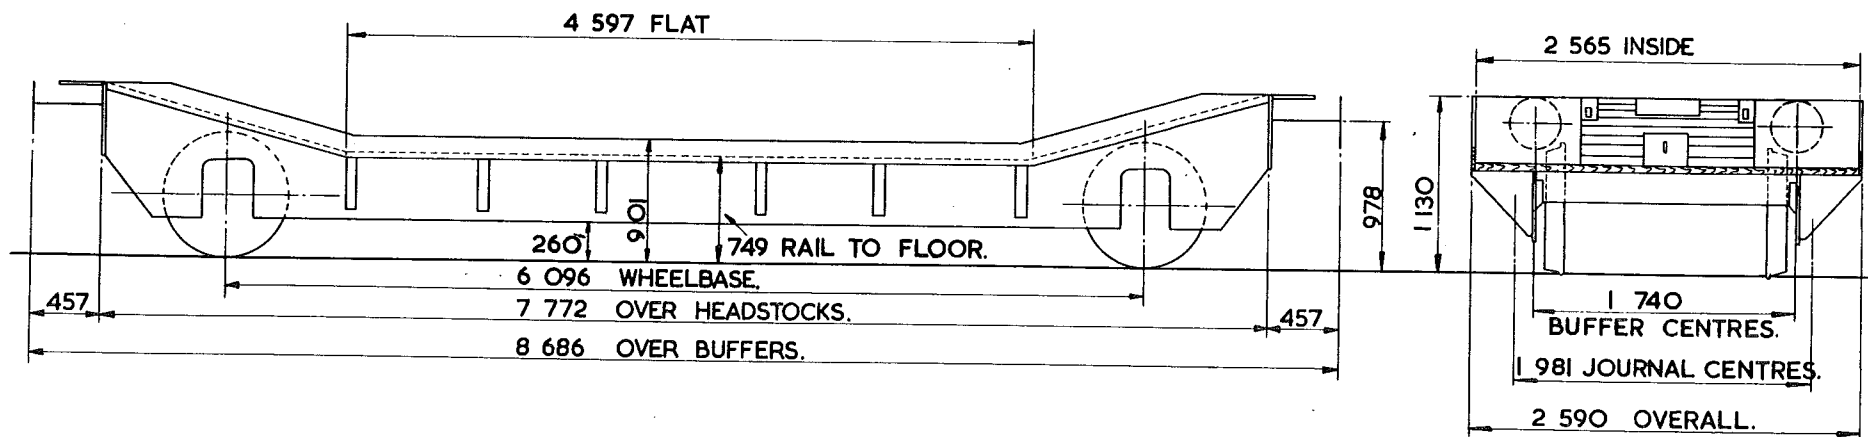 4 597 FLAT
2 565 INSIDE
260
901
749 RAIL TO FLOOR.
978
1 130
6 096 WHEELBASE.
457
7 772 OVER HEADSTOCKS.
457
8 686 OVER BUFFERS.
1 740
BUFFER CENTRES.
1 981 JOURNAL CENTRES.
2 590 OVERALL.